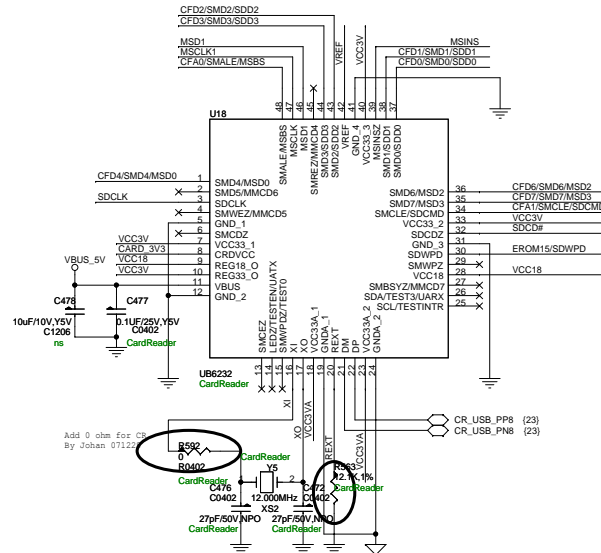 CFD2/SMD2/SDD2
CFD3/SMD3/SDD3
MSD1
MSCLK1
CFA0/SMALE/MSBS
VREF
VCC3V
MSINS
CFD1/SMD1/SDD1
CFD0/SMD0/SDD0
48
47
46
45
44
43
42
41
40
39
38
37
U18
SMALE/MSBS
MSCLK
MSD1
SMREZ/MMCD4
SMD3/SDD3
SMD2/SDD2
VREF
GND_4
VCC33_3
MSINSZ
SMD1/SDD1
SMD0/SDD0
CFD4/SMD4/MSD0
SDCLK
VCC3V
CARD_3V3
VCC18
VCC3V
VBUS_5V
1 SMD4/MSD0
2 SMD5/MMCD6
3 SDCLK
4 SMWEZ/MMCD5
5 GND_1
6 SMCDZ
7 VCC33_1
8 CRDVCC
9 REG18_O
10 REG33_O
11 VBUS
12 GND_2
SMD6/MSD2 36 CFD6/SMD6/MSD2
SMD7/MSD3 35 CFD7/SMD7/MSD3
SMCLE/SDCMD 34 CFA1/SMCLE/SDCMD
VCC33_2 33 VCC3V
SDCDZ 32 SDCD#
GND_3 31
SDWPD 30 EROM15/SDWPD
SMWPZ 29
VCC18 28 VCC18
SMBSYZ/MMCD7 27
SDA/TEST3/UARX 26
SCL/TESTINTR 25
C478
10uF/10V,Y5V
C1206
ns
C477
0.1UF/25V,Y5V
C0402
CardReader
SMCEZ
LEDZ/TESTEN/UATX
SMWPDZ/TEST0
XI
XO
VCC33A_1
GNDA_1
REXT
DM
DP
VCC33A_2
GNDA_2
UB6232
CardReader
13
14
15
16
17
18
19
20
21
22
23
24
XI
XO
VCC3VA
REXT
VCC3VA
CR_USB_PP8 {23}
CR_USB_PN8 {23}
Add 0 ohm for CR
By Johan
R592
0
R0402
CardReader
CardReader
Y5
1
2
12.000MHz
XS2
C476
C0402
27pF/50V,NPO
CardReader
C472
C0402
27pF/50V,NPO
CardReader
R563
12.1K,1%
CardReader